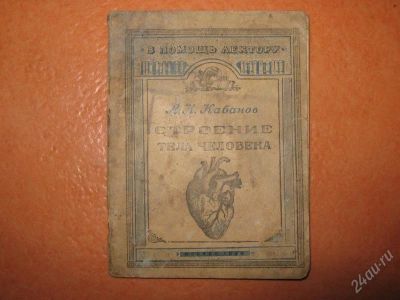 В ПОМОЩЬ ЛЕКТОРУ
А. Н. Кабанов
СТРОЕНИЕ
ТЕЛА ЧЕЛОВЕКА
24au.ru